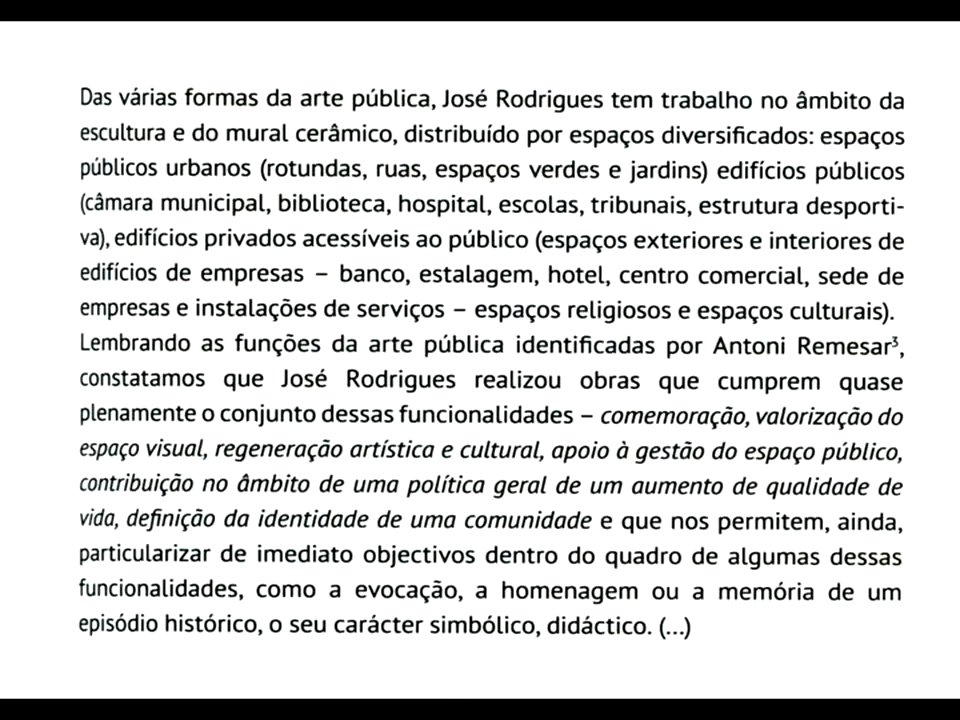 Das várias formas da arte pública, José Rodrigues tem trabalho no âmbito da
escultura e do mural cerâmico, distribuído por espaços diversificados: espaços
públicos urbanos (rotundas, ruas, espaços verdes e jardins) edifícios públicos
(câmara municipal, biblioteca, hospital, escolas, tribunais, estrutura desporti-
va), edifícios privados acessíveis ao público (espaços exteriores e interiores de
edifícios de empresas – banco, estalagem, hotel, centro comercial, sede de
empresas e instalações de serviços – espaços religiosos e espaços culturais).
Lembrando as funções da arte pública identificadas por Antoni Remesar³,
constatamos que José Rodrigues realizou obras que cumprem quase
plenamente o conjunto dessas funcionalidades – comemoração, valorização do
espaço visual, regeneração artística e cultural, apoio à gestão do espaço público,
contribuição no âmbito de uma política geral de um aumento de qualidade de
vida, definição da identidade de uma comunidade e que nos permitem, ainda,
particularizar de imediato objectivos dentro do quadro de algumas dessas
funcionalidades, como a evocação, a homenagem ou a memória de um
episódio histórico, o seu carácter simbólico, didáctico. (...)